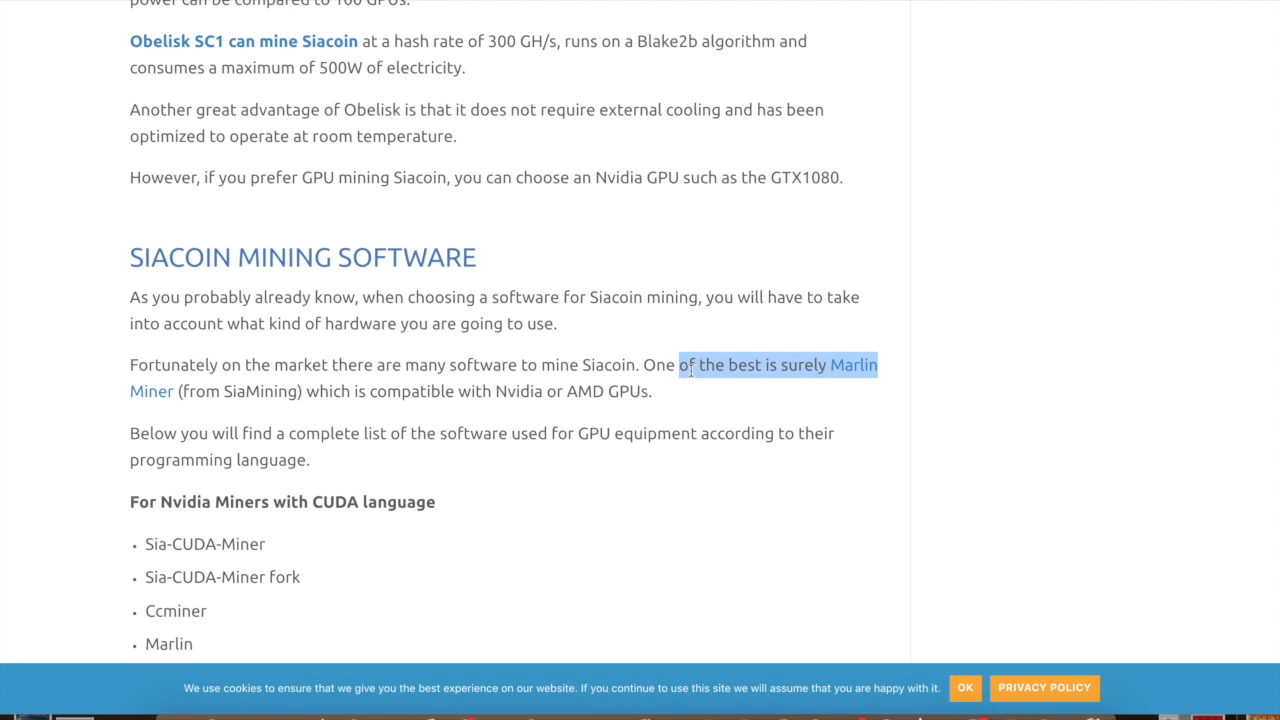 power can be compared to 100 GPUs.
Obelisk SC1 can mine Siacoin at a hash rate of 300 GH/s, runs on a Blake2b algorithm and
consumes a maximum of 500W of electricity.
Another great advantage of Obelisk is that it does not require external cooling and has been
optimized to operate at room temperature.
However, if you prefer GPU mining Siacoin, you can choose an Nvidia GPU such as the GTX1080.
SIACOIN MINING SOFTWARE
As you probably already know, when choosing a software for Siacoin mining, you will have to take
into account what kind of hardware you are going to use.
Fortunately on the market there are many software to mine Siacoin. One of the best is surely Marlin
Miner (from SiaMining) which is compatible with Nvidia or AMD GPUs.
Below you will find a complete list of the software used for GPU equipment according to their
programming language.
For Nvidia Miners with CUDA language
• Sia-CUDA-Miner
• Sia-CUDA-Miner fork
• Ccminer
• Marlin
We use cookies to ensure that we give you the best experience on our website. If you continue to use this site we will assume that you are happy with it. OK PRIVACY POLICY